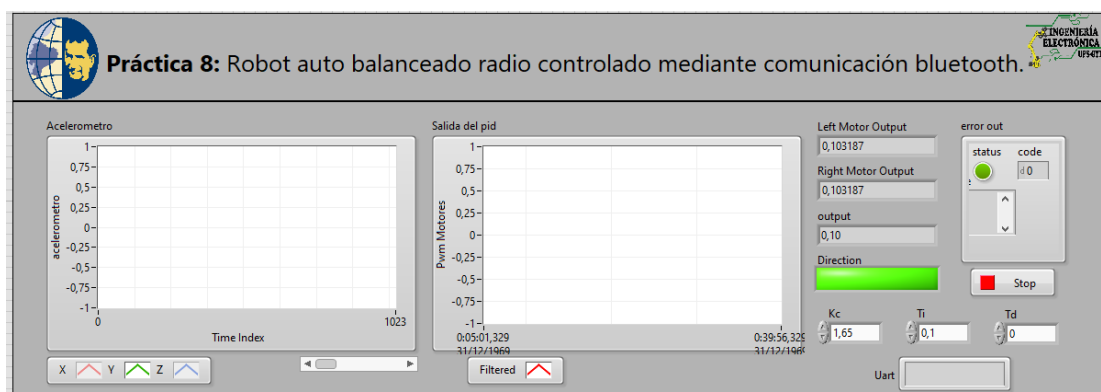 Práctica 8: Robot auto balanceado radio controlado mediante comunicación bluetooth.
INGENIERÍA
ELECTRÓNICA
Acelerometro
1
0,75
0,5
0,25
0
-0,25
-0,5
-0,75
-1
acelerometro
0
1023
Time Index
X
Y
Z
Salida del pid
1
0,75
0,5
0,25
0
-0,25
-0,5
-0,75
-1
Pwm Motores
0:05:01,329
31/12/1969
0:39:56,329
31/12/1969
Filtered
Left Motor Output
0,103187
Right Motor Output
0,103187
output
0,10
Direction
error out
status
code
d 0
Stop
Kc
1,65
Ti
0,1
Td
0
Uart